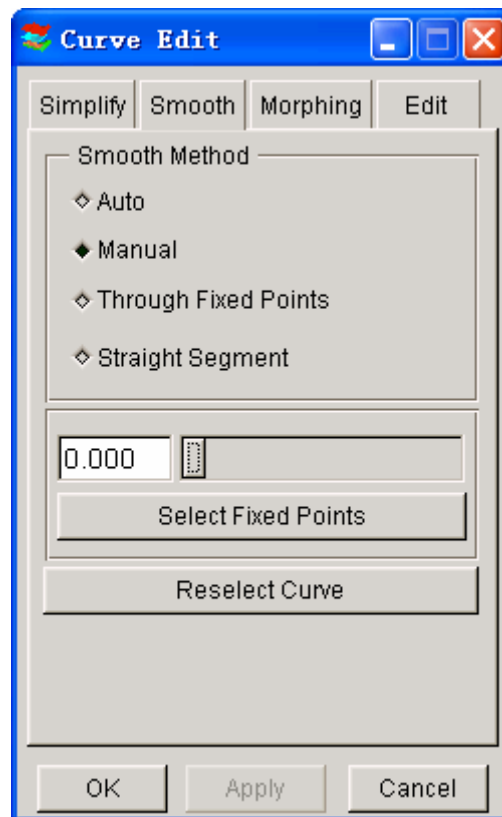 Curve Edit
Simplify Smooth Morphing Edit
Smooth Method
Auto
Manual
Through Fixed Points
Straight Segment
0.000
Select Fixed Points
Reselect Curve
OK Apply Cancel